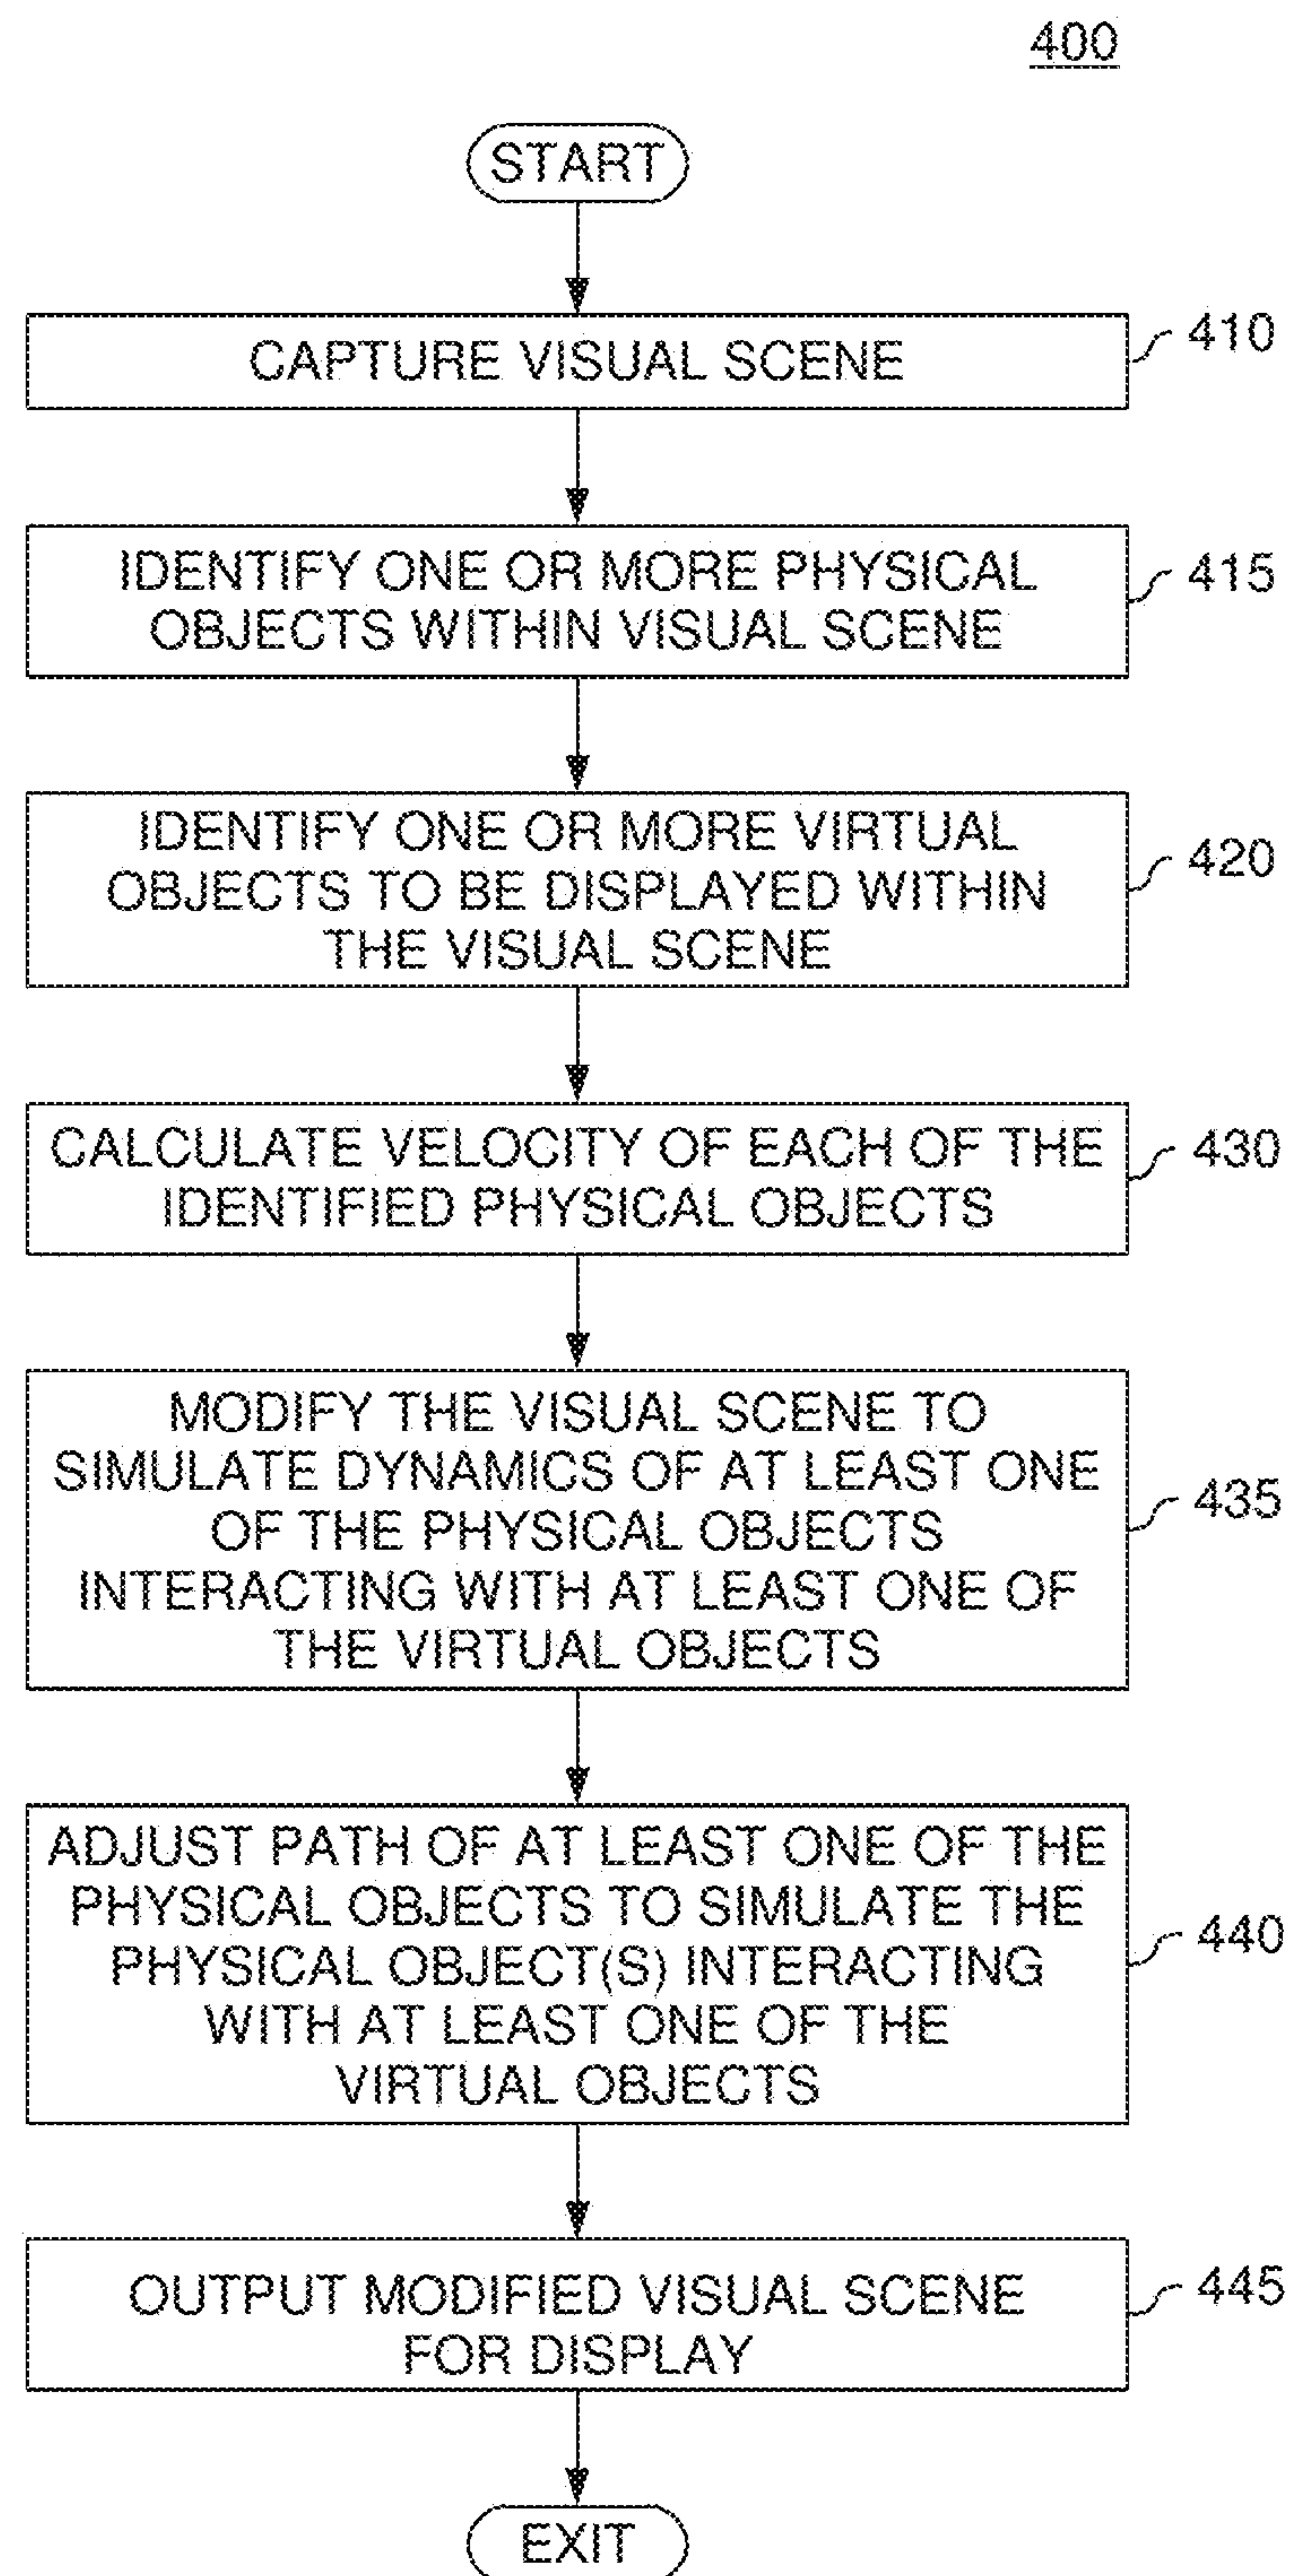 400
START
CAPTURE VISUAL SCENE
410
IDENTIFY ONE OR MORE PHYSICAL
OBJECTS WITHIN VISUAL SCENE
415
IDENTIFY ONE OR MORE VIRTUAL
OBJECTS TO BE DISPLAYED WITHIN
THE VISUAL SCENE
420
CALCULATE VELOCITY OF EACH OF THE
IDENTIFIED PHYSICAL OBJECTS
430
MODIFY THE VISUAL SCENE TO
SIMULATE DYNAMICS OF AT LEAST ONE
OF THE PHYSICAL OBJECTS
INTERACTING WITH AT LEAST ONE OF
THE VIRTUAL OBJECTS
435
ADJUST PATH OF AT LEAST ONE OF THE
PHYSICAL OBJECTS TO SIMULATE THE
PHYSICAL OBJECT(S) INTERACTING
WITH AT LEAST ONE OF THE
VIRTUAL OBJECTS
440
OUTPUT MODIFIED VISUAL SCENE
FOR DISPLAY
445
EXIT